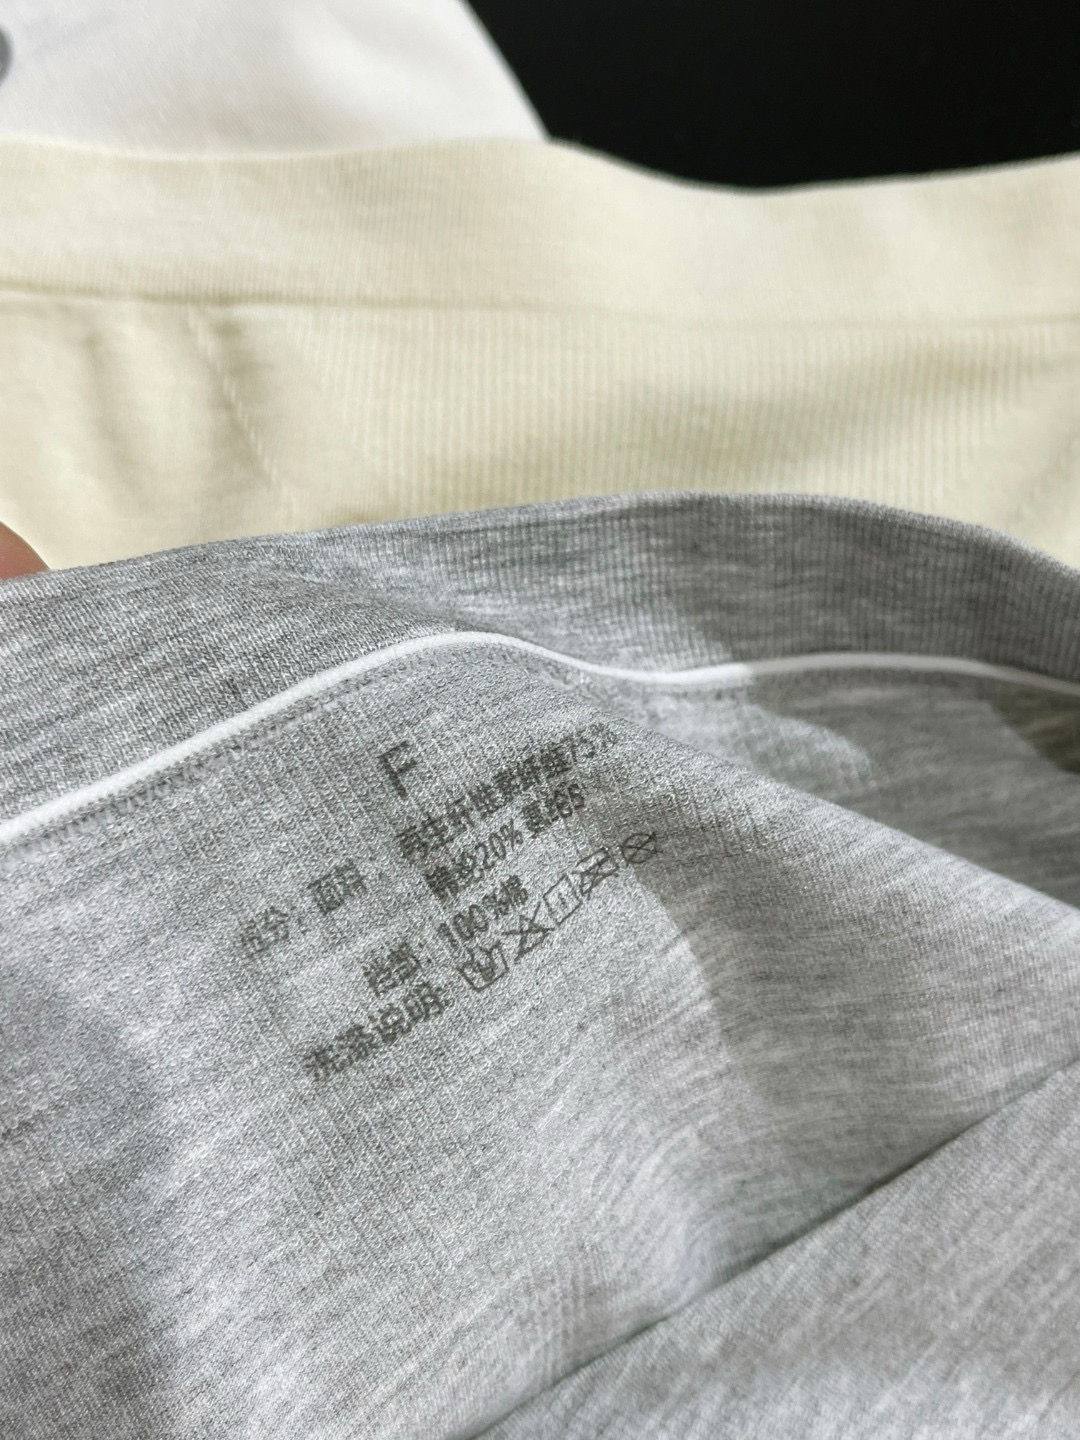 F
成分：面料：再生纤维素纤维75%
棉纶20% 氨纶5%
裆部：100%棉
洗涤说明：